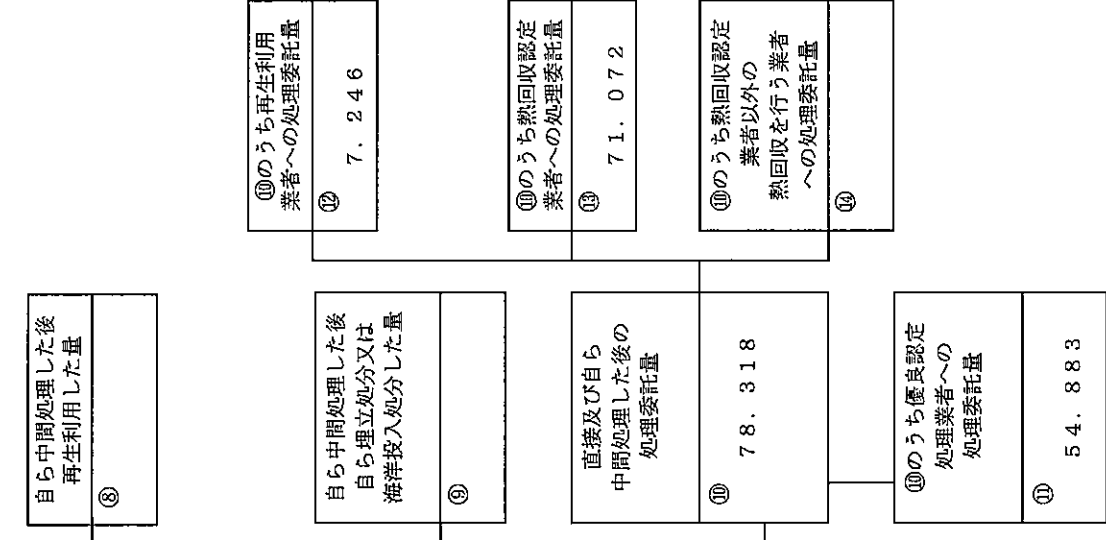 自ら中間処理した後
再生利用した量
⑧
自ら中間処理した後
自ら埋立処分又は
海洋投入処分した量
⑨
直接及び自ら
中間処理した後の
処理委託量
⑩
78.318
⑩のうち優良認定
処理業者への
処理委託量
⑪
54.883
⑩のうち再生利用
業者への処理委託量
⑫
7.246
⑩のうち熱回収認定
業者への処理委託量
⑬
71.072
⑩のうち熱回収認定
業者以外の
熱回収を行う業者
への処理委託量
⑭